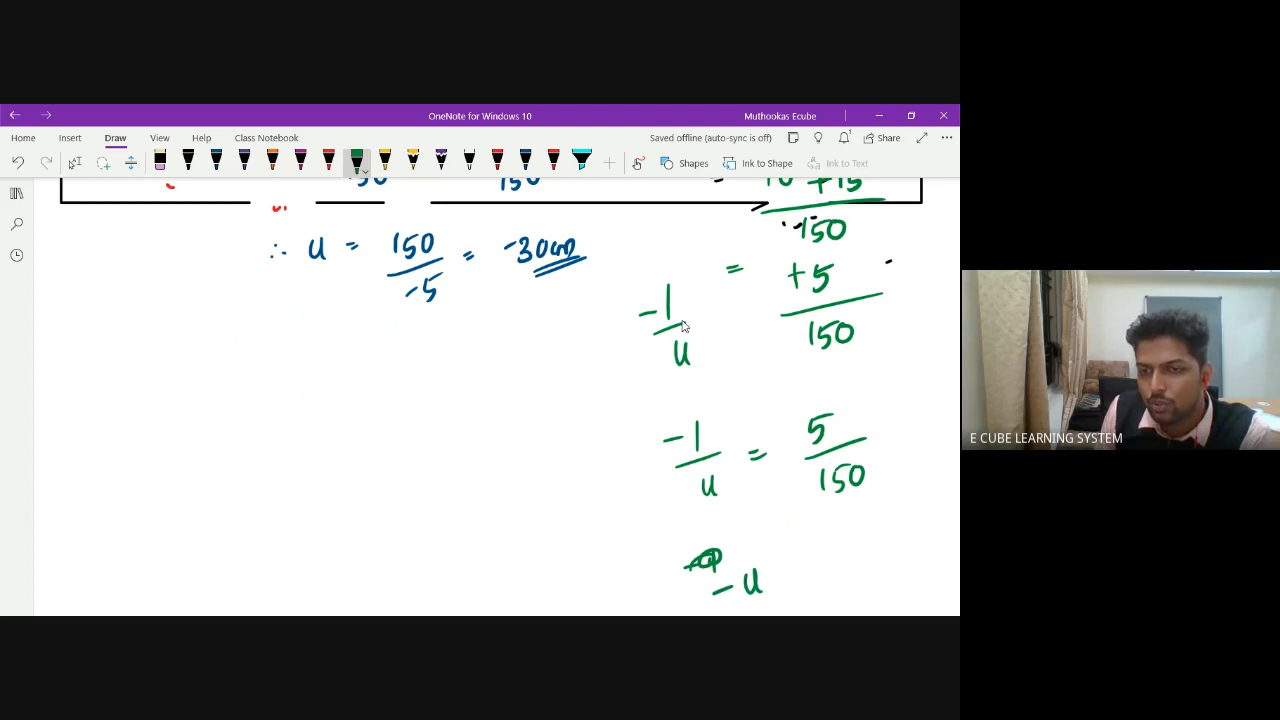 OneNote for Windows 10
Muthookas Ecube
Home Insert Draw View Help Class Notebook
Saved offline (auto-sync is off)
Share
Shapes
Ink to Shape
Ink to Text
150
=
+15
150
∴ u = 150/-5 = -30cm
-1/u = +5/150
-1/u = 5/150
-u
E CUBE LEARNING SYSTEM